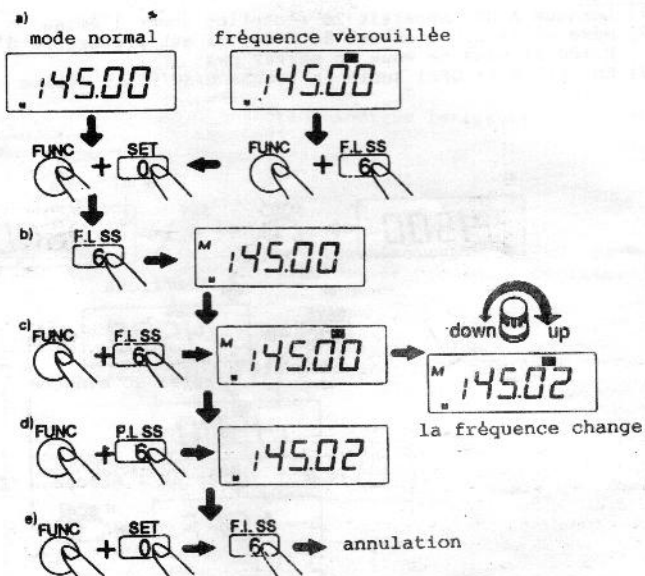 a)
mode normal
fréquence vérouillée
145.00
145.00
FUNC + SET 0
FUNC + F.L SS 6
b) F.L SS 6
M 145.00
c) FUNC + F.L SS 6
M 145.00
down up
M 145.02
la fréquence change
d) FUNC + P.L SS 6
145.02
e) FUNC + SET 0
F.L. SS 6
annulation